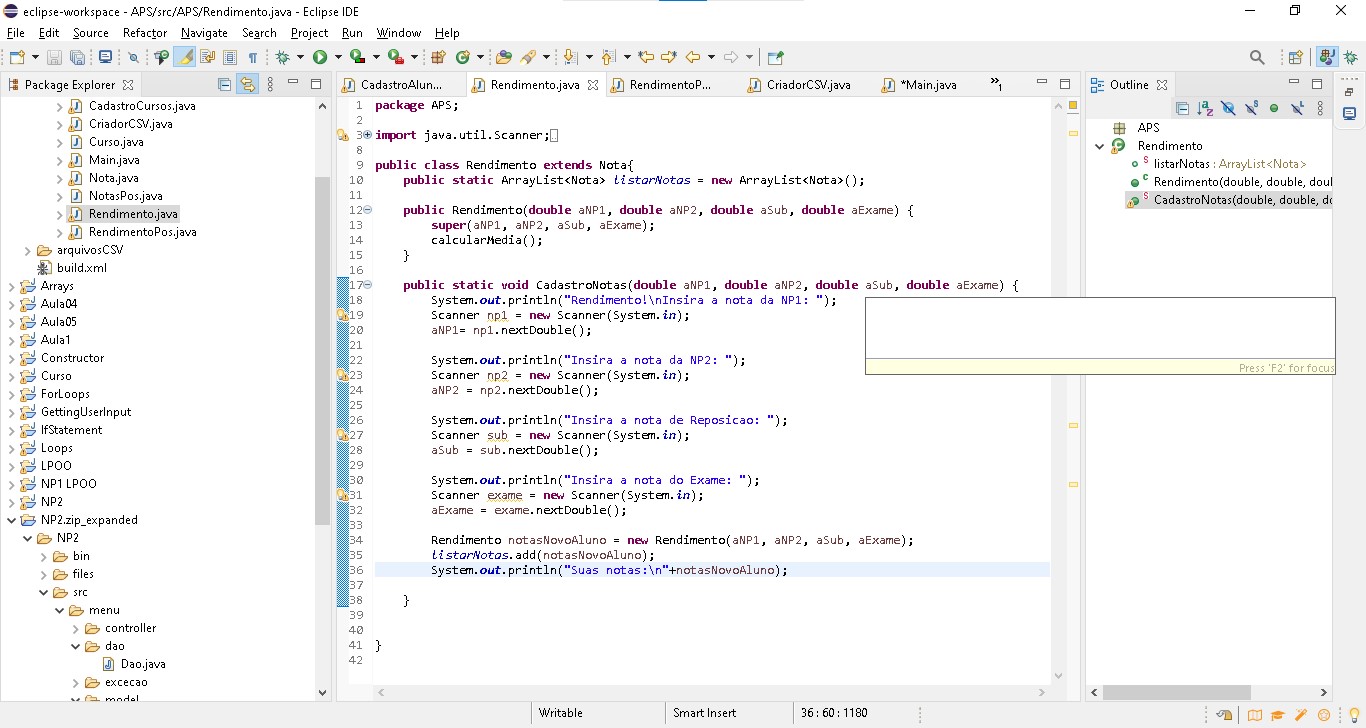 eclipse-workspace - APS/src/APS/Rendimento.java - Eclipse IDE
File Edit Source Refactor Navigate Search Project Run Window Help
Package Explorer
CadastroCursos.java
CriadorCSV.java
Curso.java
Main.java
Nota.java
NotasPos.java
Rendimento.java
RendimentoPos.java
arquivosCSV
build.xml
Arrays
Aula04
Aula05
Aula1
Constructor
Curso
ForLoops
GettingUserInput
IfStatement
Loops
LPOO
NP1 LPOO
NP2
NP2.zip_expanded
NP2
bin
files
src
menu
controller
dao
Dao.java
excecao
model
CadastroAlun... Rendimento.java RendimentoP... CriadorCSV.java *Main.java »1
1 package APS;
2
3 import java.util.Scanner;
8
9 public class Rendimento extends Nota{
10 public static ArrayList<Nota> listarNotas = new ArrayList<Nota>();
11
12 public Rendimento(double aNP1, double aNP2, double aSub, double aExame) {
13 super(aNP1, aNP2, aSub, aExame);
14 calcularMedia();
15 }
16
17 public static void CadastroNotas(double aNP1, double aNP2, double aSub, double aExame) {
18 System.out.println("Rendimento!\nInsira a nota da NP1: ");
19 Scanner np1 = new Scanner(System.in);
20 aNP1= np1.nextDouble();
21
22 System.out.println("Insira a nota da NP2: ");
23 Scanner np2 = new Scanner(System.in);
24 aNP2 = np2.nextDouble();
25
26 System.out.println("Insira a nota de Reposicao: ");
27 Scanner sub = new Scanner(System.in);
28 aSub = sub.nextDouble();
29
30 System.out.println("Insira a nota do Exame: ");
31 Scanner exame = new Scanner(System.in);
32 aExame = exame.nextDouble();
33
34 Rendimento notasNovoAluno = new Rendimento(aNP1, aNP2, aSub, aExame);
35 listarNotas.add(notasNovoAluno);
36 System.out.println("Suas notas:\n"+notasNovoAluno);
37
38 }
39
40
41 }
42
Press 'F2' for focus
Outline
APS
Rendimento
listarNotas : ArrayList<Nota>
Rendimento(double, double, doul
CadastroNotas(double, double, do
Writable Smart Insert 36 : 60 : 1180